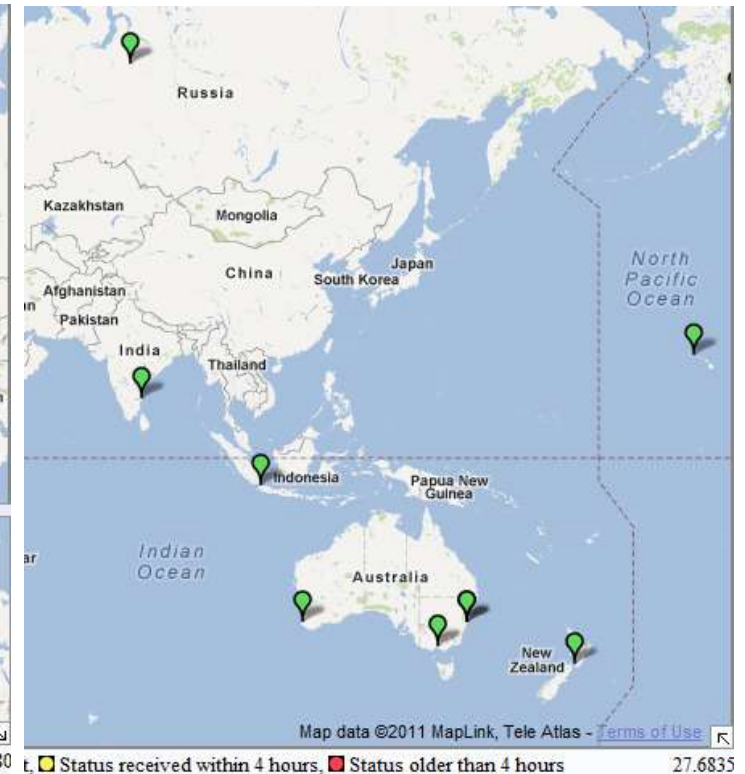 Russia
Kazakhstan
Mongolia
China
Japan
South Korea
Afghanistan
Pakistan
India
Thailand
North
Pacific
Ocean
Indonesia
Papua New
Guinea
Indian
Ocean
Australia
New
Zealand
Map data ©2011 MapLink, Tele Atlas - Terms of Use
Status received within 4 hours, Status older than 4 hours
27.6835